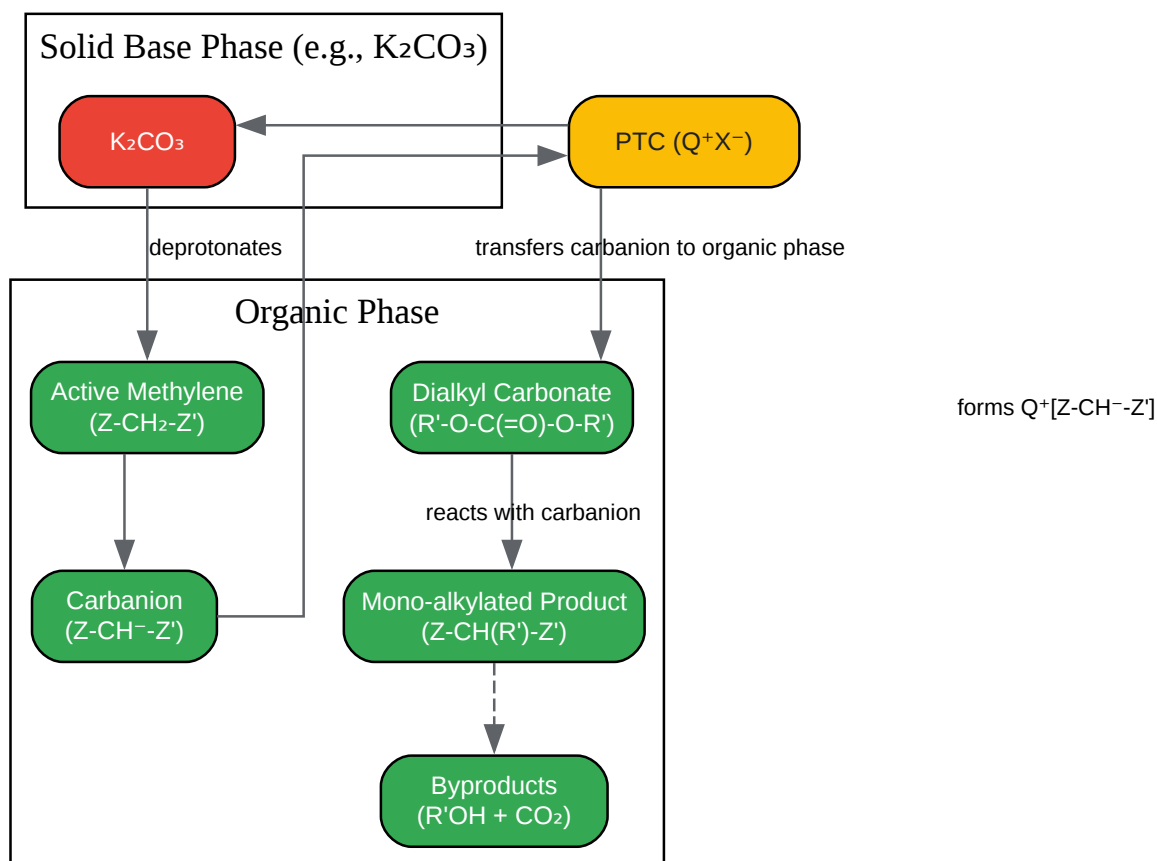 Solid Base Phase (e.g., K₂CO₃)
K₂CO₃
PTC (Q⁺X⁻)
deprotonates
transfers carbanion to organic phase
Organic Phase
Active Methylene
(Z-CH₂-Z')
Dialkyl Carbonate
(R'-O-C(=O)-O-R')
forms Q⁺[Z-CH⁻-Z']
reacts with carbanion
Carbanion
(Z-CH⁻-Z')
Mono-alkylated Product
(Z-CH(R')-Z')
Byproducts
(R'OH + CO₂)